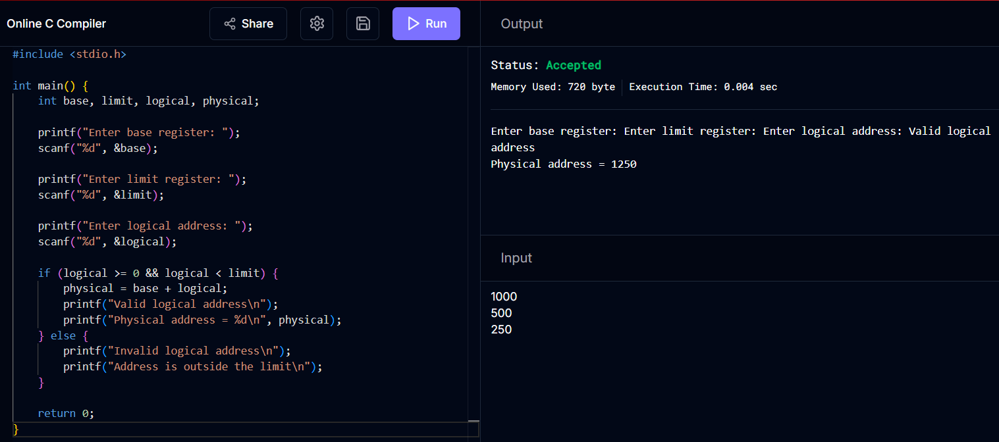 Online C Compiler
Share
Run
#include <stdio.h>
int main() {
    int base, limit, logical, physical;
    printf("Enter base register: ");
    scanf("%d", &base);
    printf("Enter limit register: ");
    scanf("%d", &limit);
    printf("Enter logical address: ");
    scanf("%d", &logical);
    if (logical >= 0 && logical < limit) {
        physical = base + logical;
        printf("Valid logical address\n");
        printf("Physical address = %d\n", physical);
    } else {
        printf("Invalid logical address\n");
        printf("Address is outside the limit\n");
    }
    return 0;
}
Output
Status: Accepted
Memory Used: 720 byte
Execution Time: 0.004 sec
Enter base register: Enter limit register: Enter logical address: Valid logical
address
Physical address = 1250
Input
1000
500
250